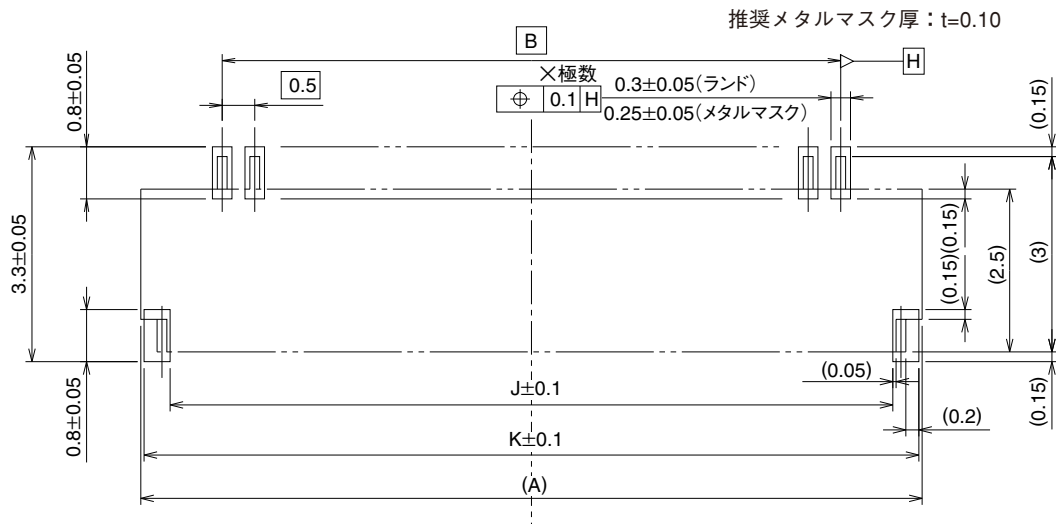 推奨メタルマスク厚：t=0.10
B
H
×極数
0.5
0.3±0.05(ランド)
⌖ 0.1 H
0.25±0.05(メタルマスク)
0.8±0.05
(0.15)
3.3±0.05
(0.15)
(0.15)
(2.5)
(3)
0.8±0.05
(0.05)
(0.15)
J±0.1
(0.2)
K±0.1
(A)